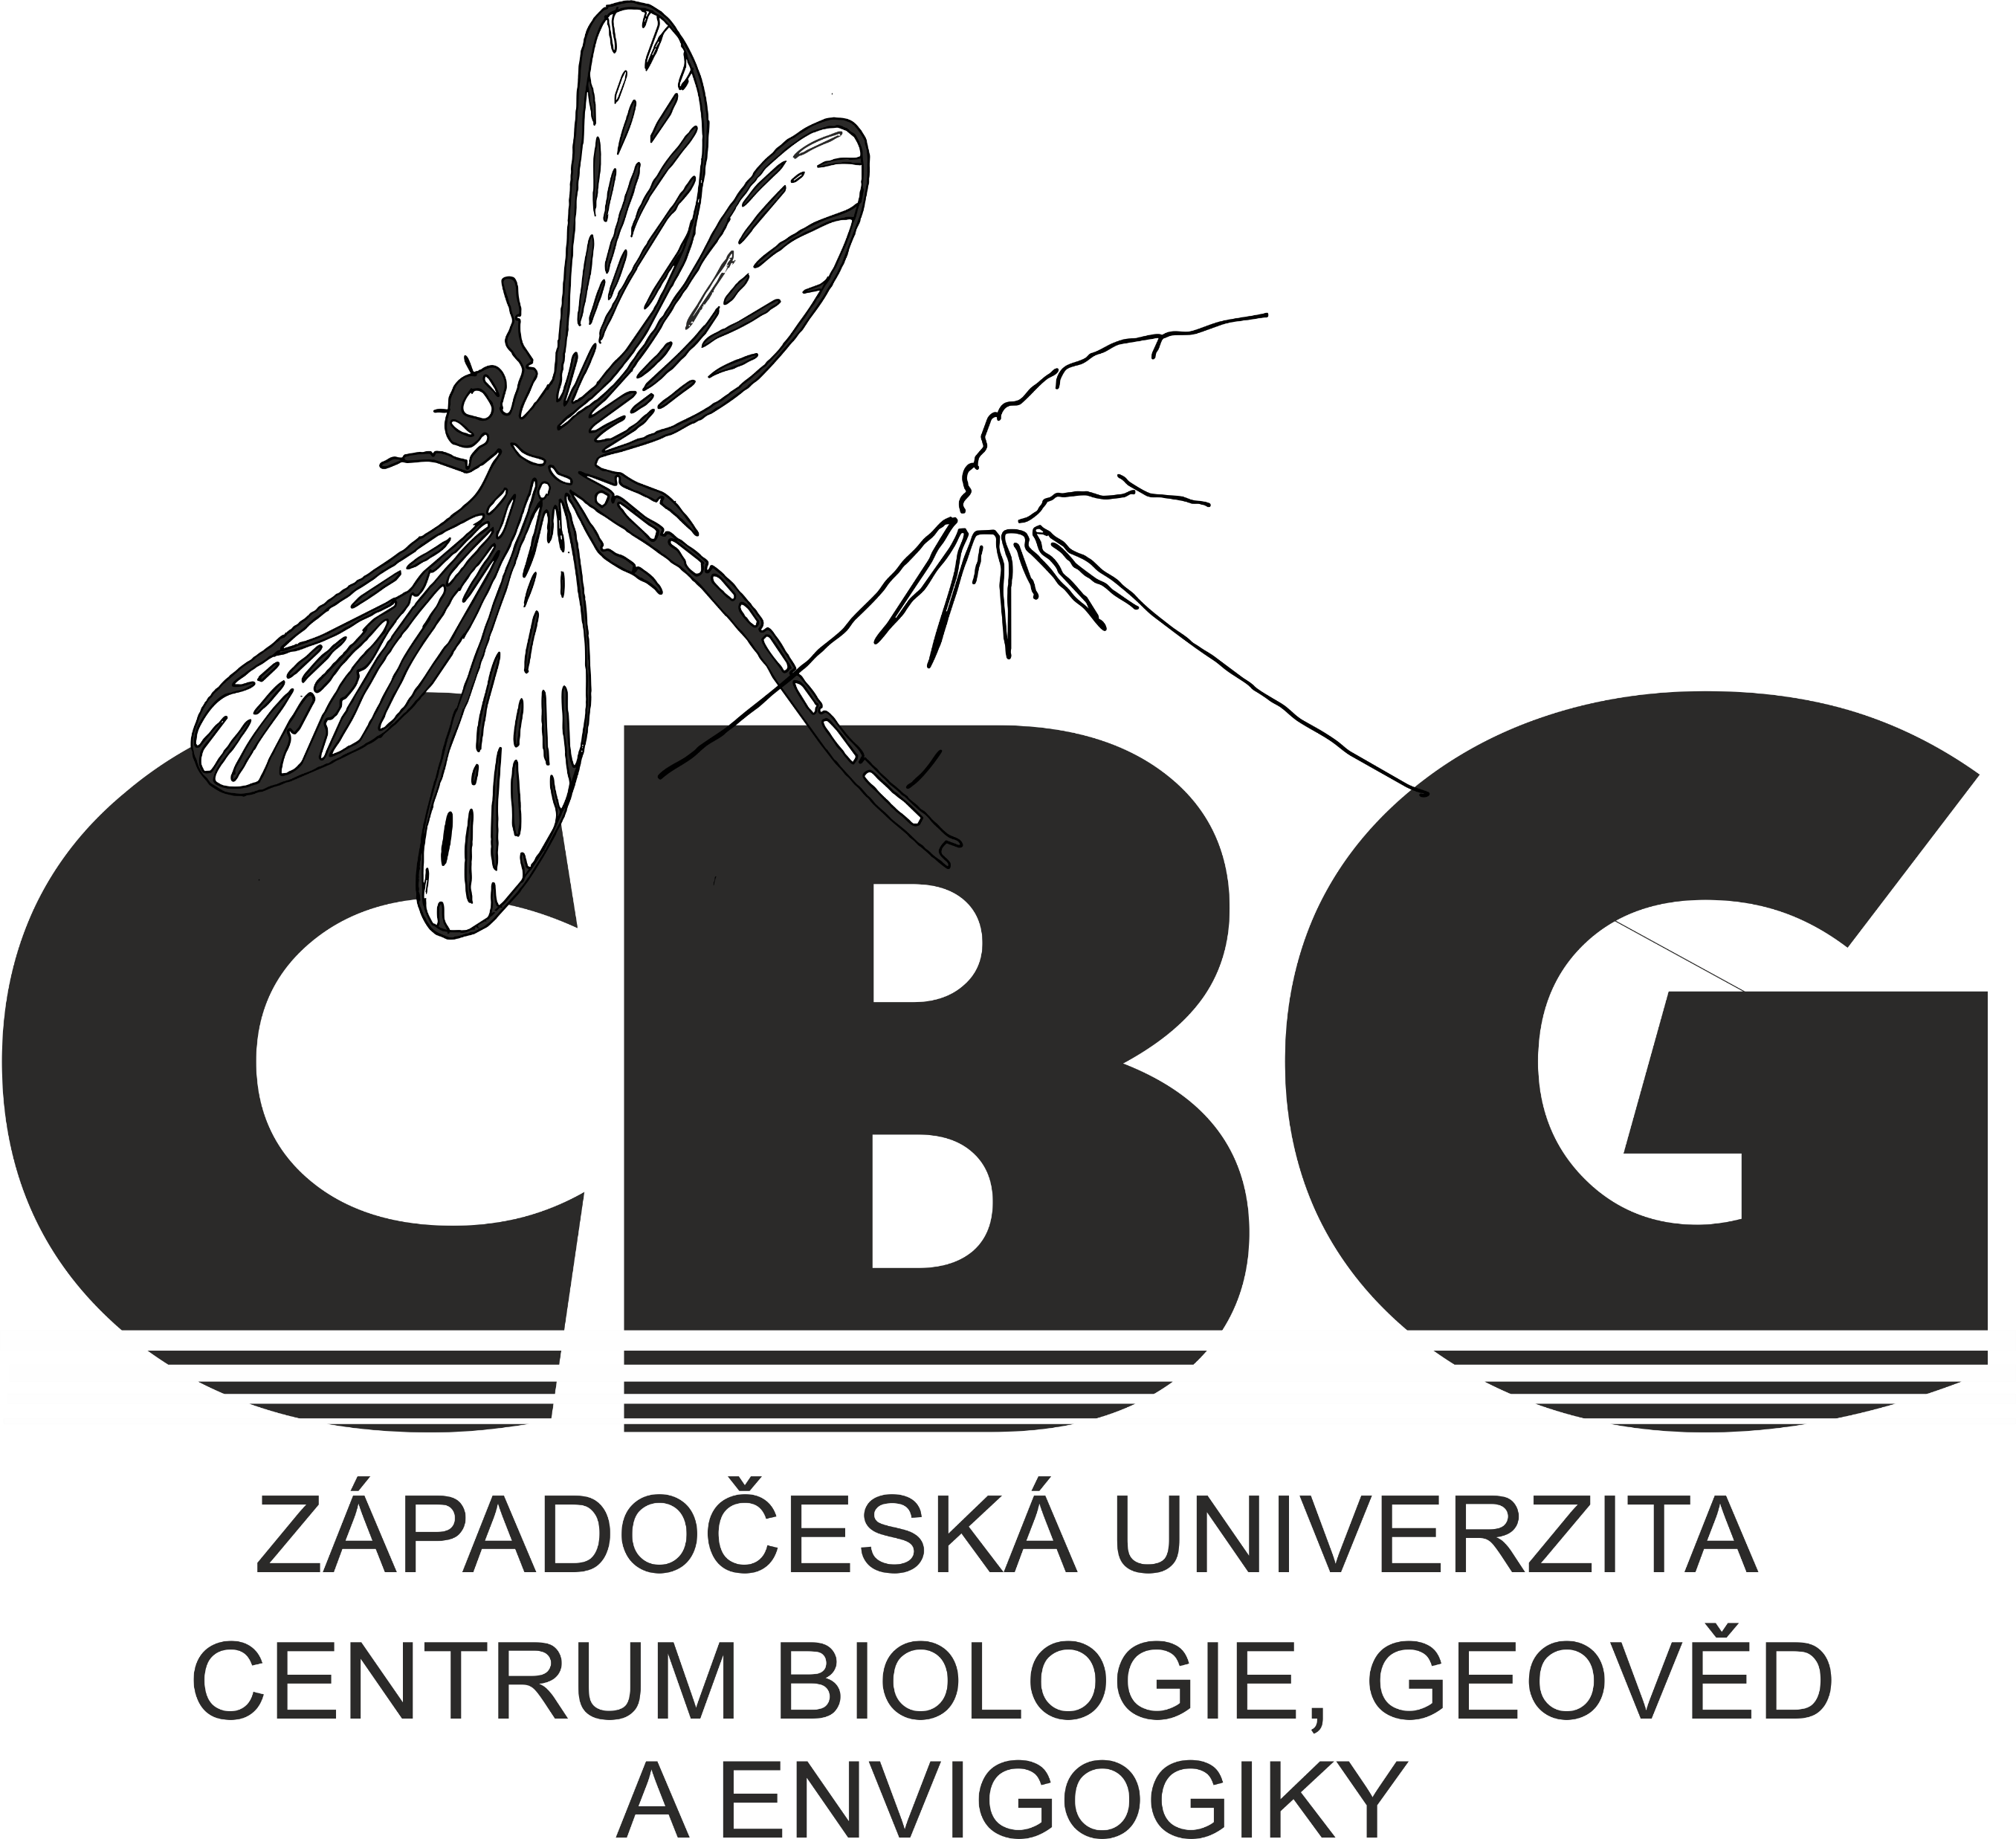 CBG
ZÁPADOČESKÁ UNIVERZITA
CENTRUM BIOLOGIE, GEOVĚD
A ENVIGOGIKY